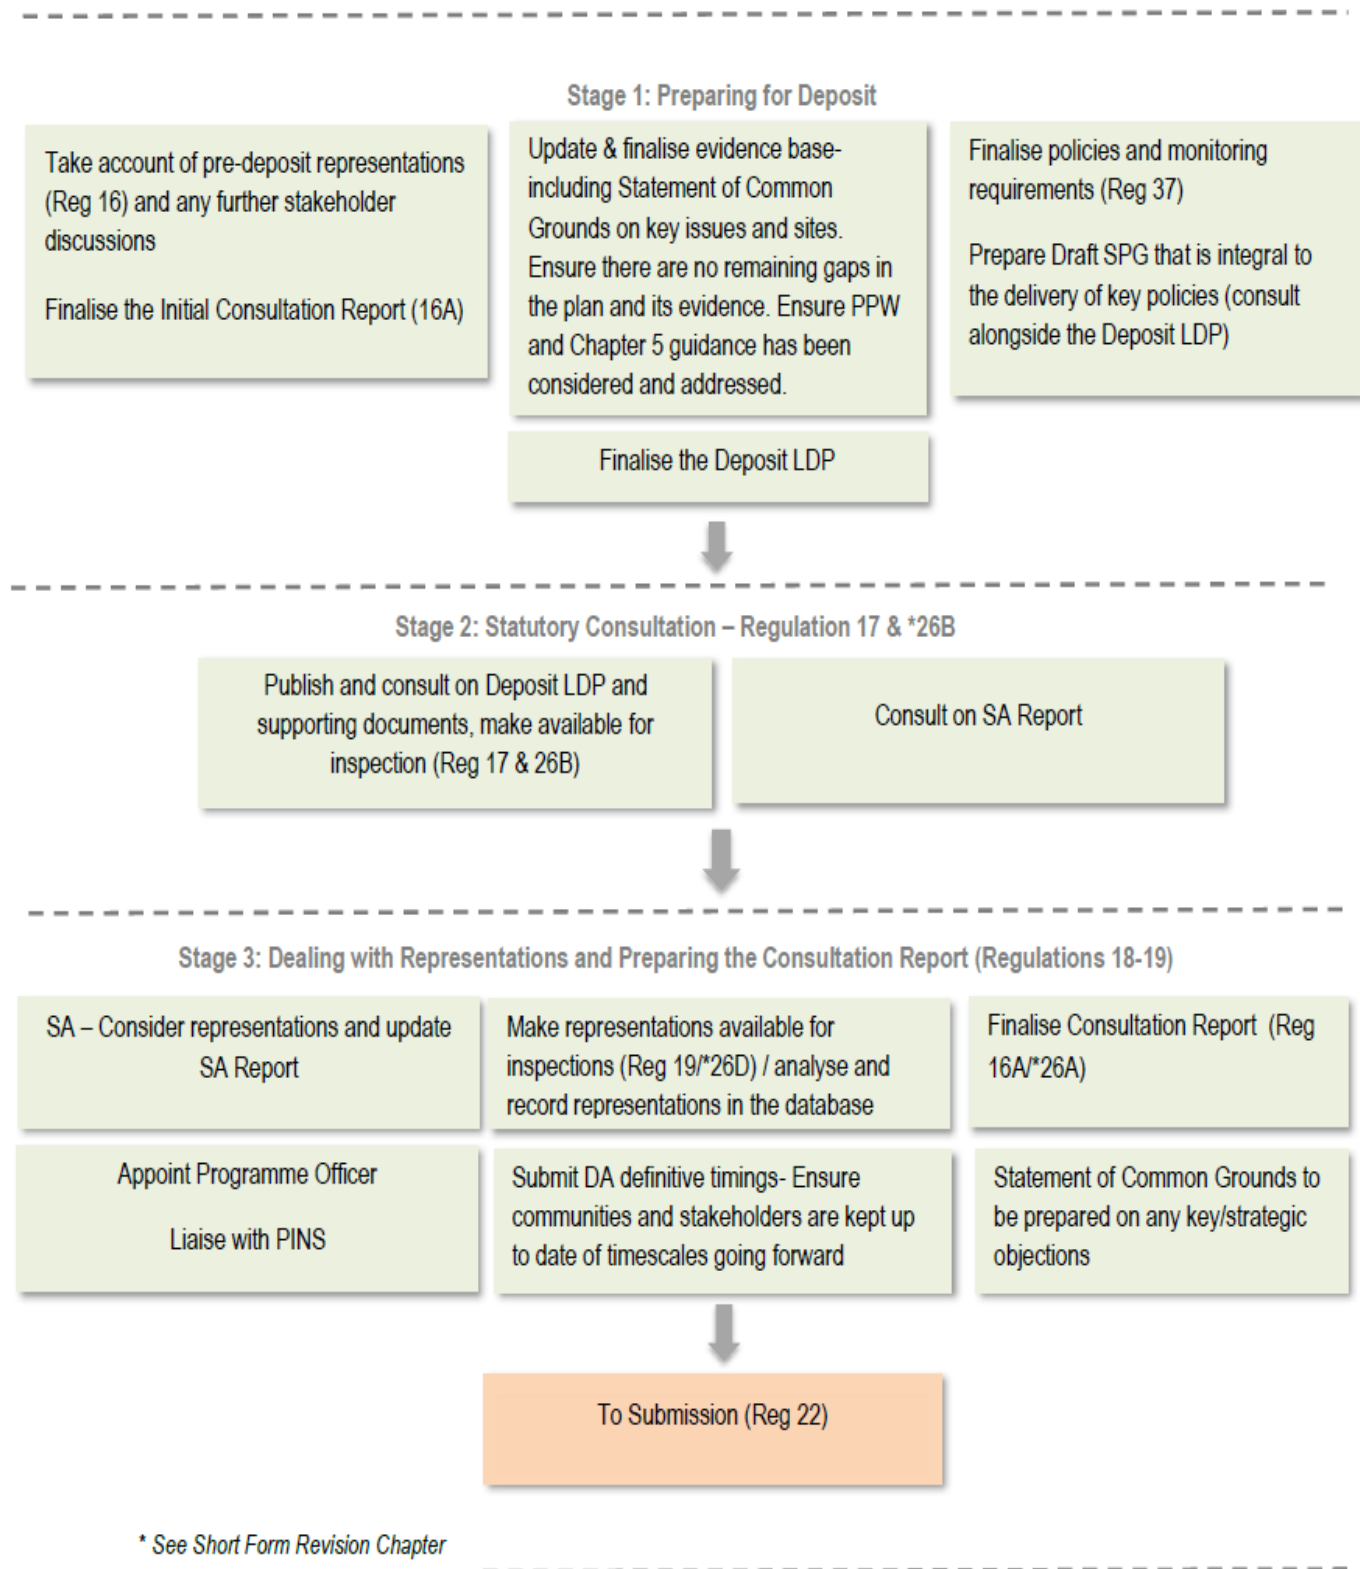 Stage 1: Preparing for Deposit
Take account of pre-deposit representations
(Reg 16) and any further stakeholder
discussions
Finalise the Initial Consultation Report (16A)
Update & finalise evidence base-
including Statement of Common
Grounds on key issues and sites.
Ensure there are no remaining gaps in
the plan and its evidence. Ensure PPW
and Chapter 5 guidance has been
considered and addressed.
Finalise policies and monitoring
requirements (Reg 37)
Prepare Draft SPG that is integral to
the delivery of key policies (consult
alongside the Deposit LDP)
Finalise the Deposit LDP
Stage 2: Statutory Consultation – Regulation 17 & *26B
Publish and consult on Deposit LDP and
supporting documents, make available for
inspection (Reg 17 & 26B)
Consult on SA Report
Stage 3: Dealing with Representations and Preparing the Consultation Report (Regulations 18-19)
SA – Consider representations and update
SA Report
Make representations available for
inspections (Reg 19/*26D) / analyse and
record representations in the database
Finalise Consultation Report (Reg
16A/*26A)
Appoint Programme Officer
Liaise with PINS
Submit DA definitive timings- Ensure
communities and stakeholders are kept up
to date of timescales going forward
Statement of Common Grounds to
be prepared on any key/strategic
objections
To Submission (Reg 22)
* See Short Form Revision Chapter